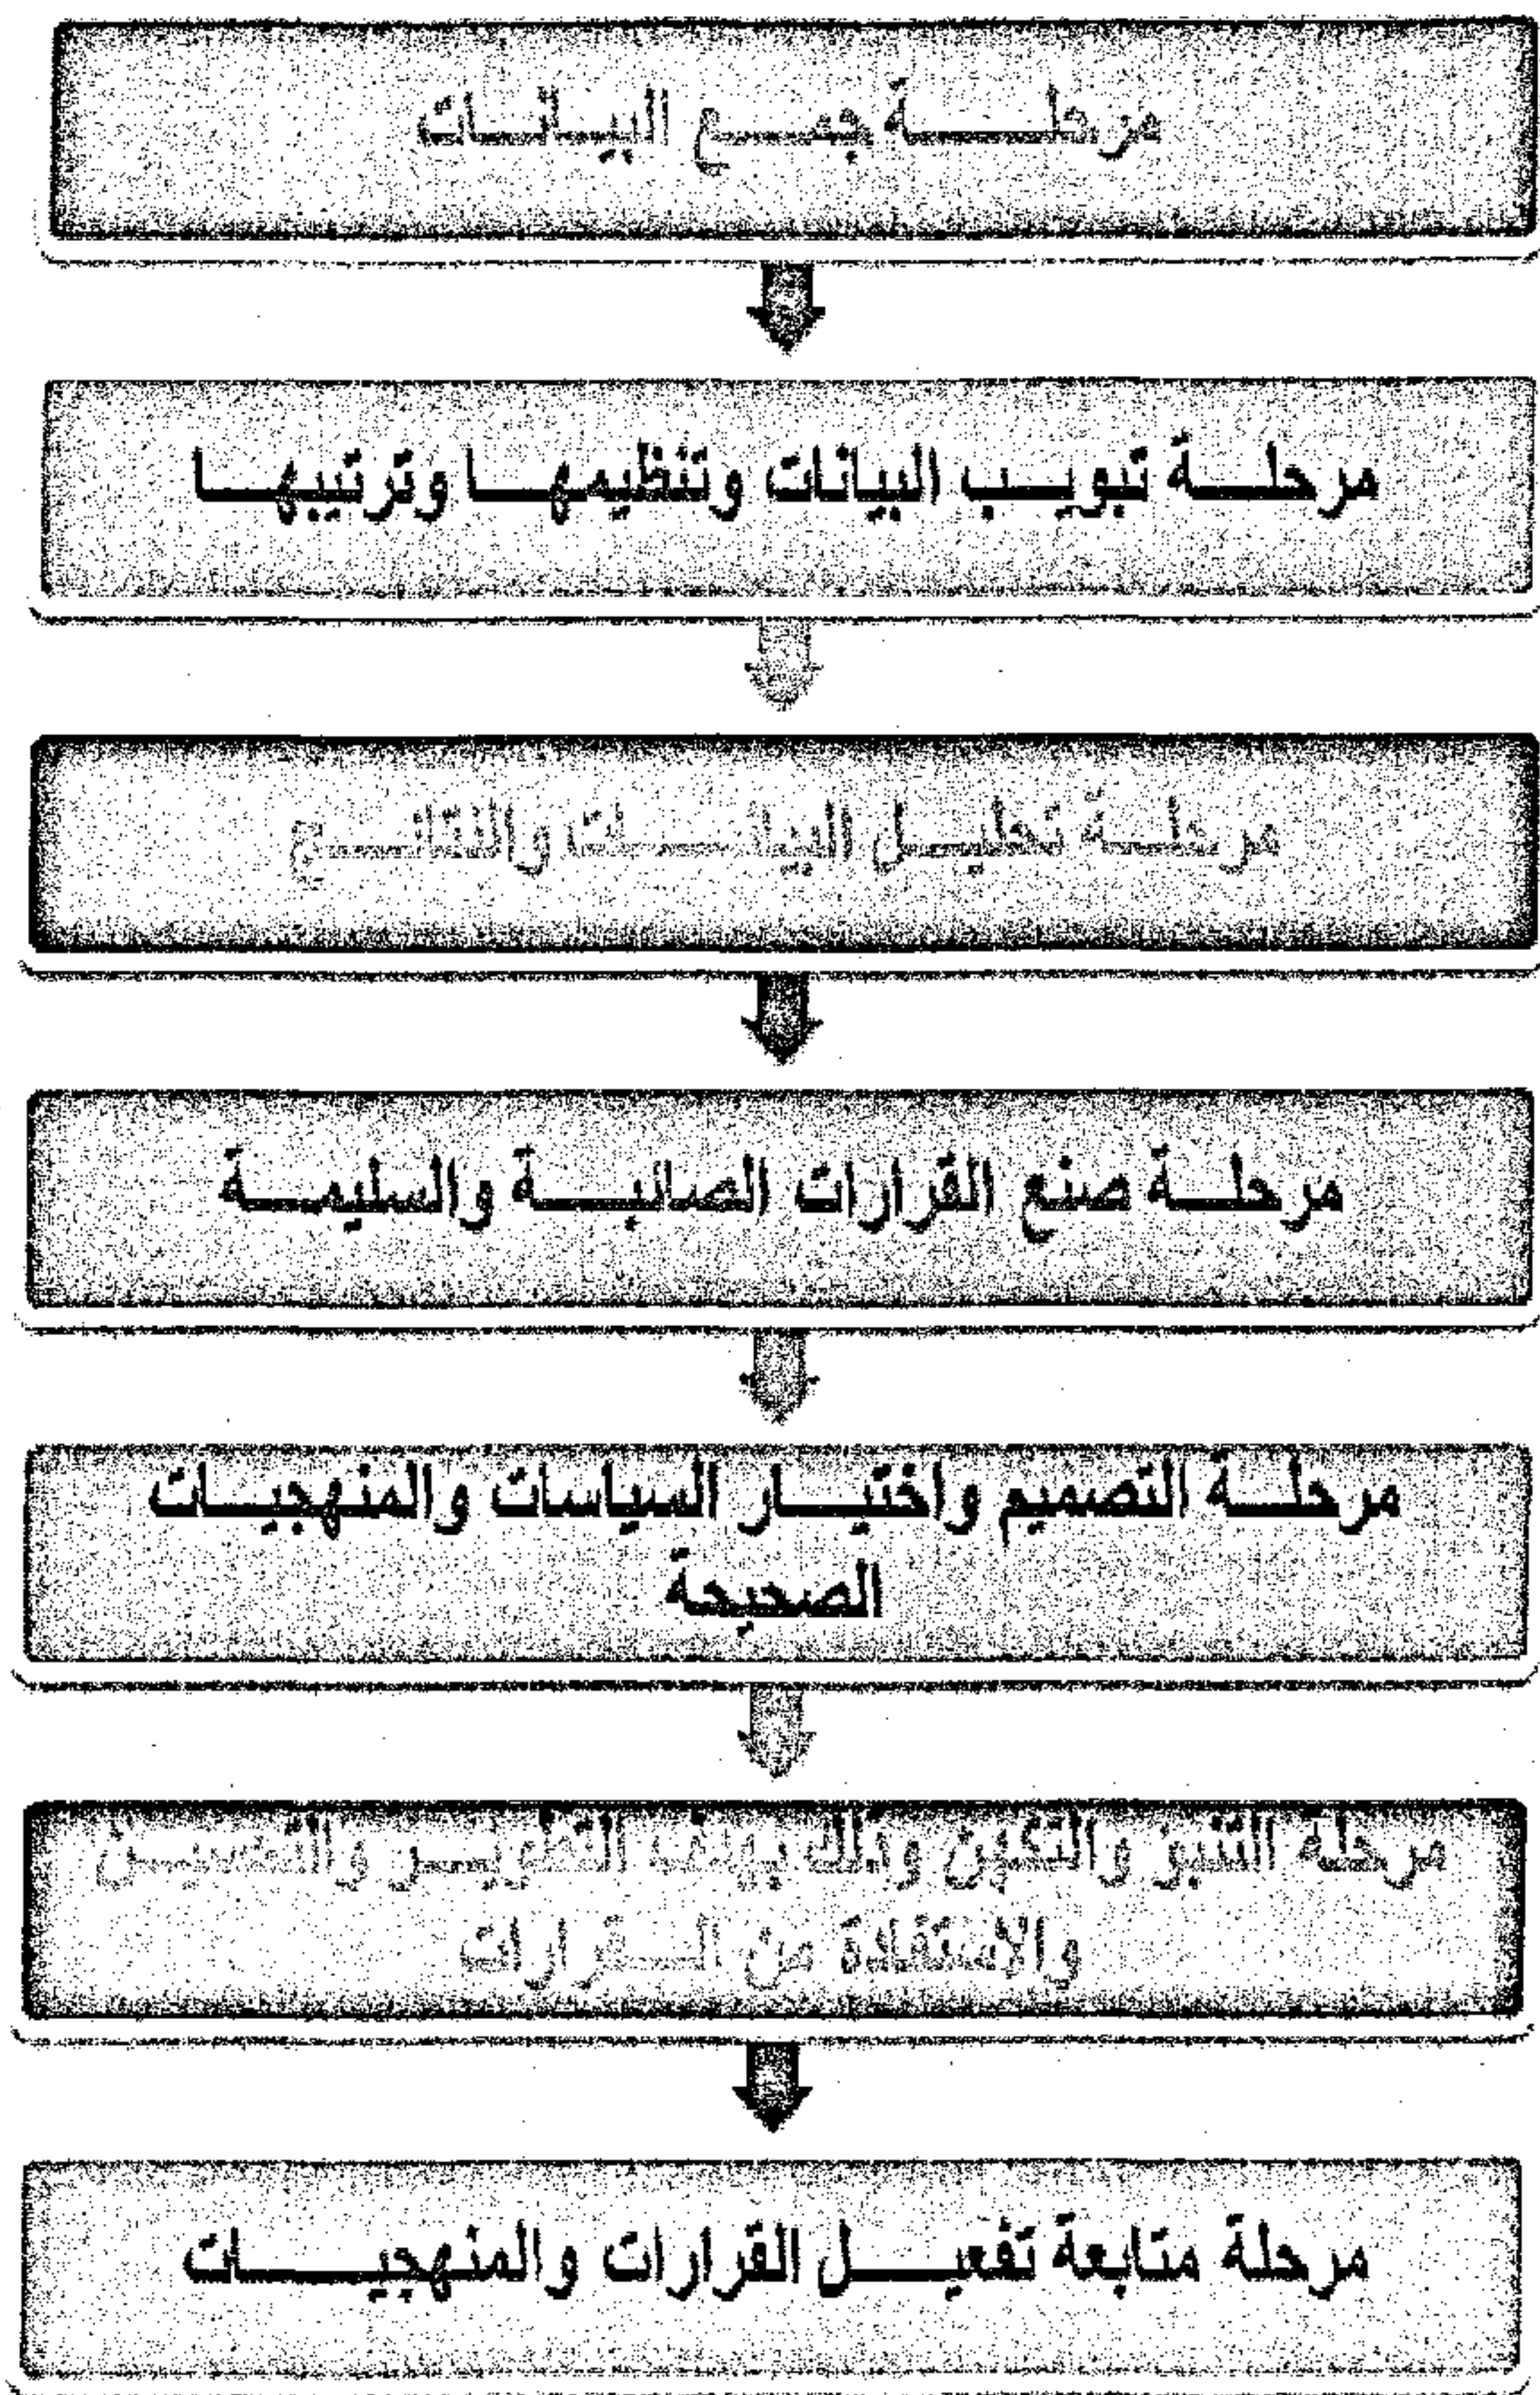 مرحلة جمع البيانات
مرحلة تبويب البيانات وتنظيمها وترتيبها
مرحلة تحليل البيانات والنتائج
مرحلة صنع القرارات الصائبة والسليمة
مرحلة التصميم واختيار السياسات والمنهجيات
الصحيحة
مرحلة التنبؤ والتكهن وذلك بهدف التطوير والتحسين
والاستفادة من القرارات
مرحلة متابعة تفعيل القرارات والمنهجيات